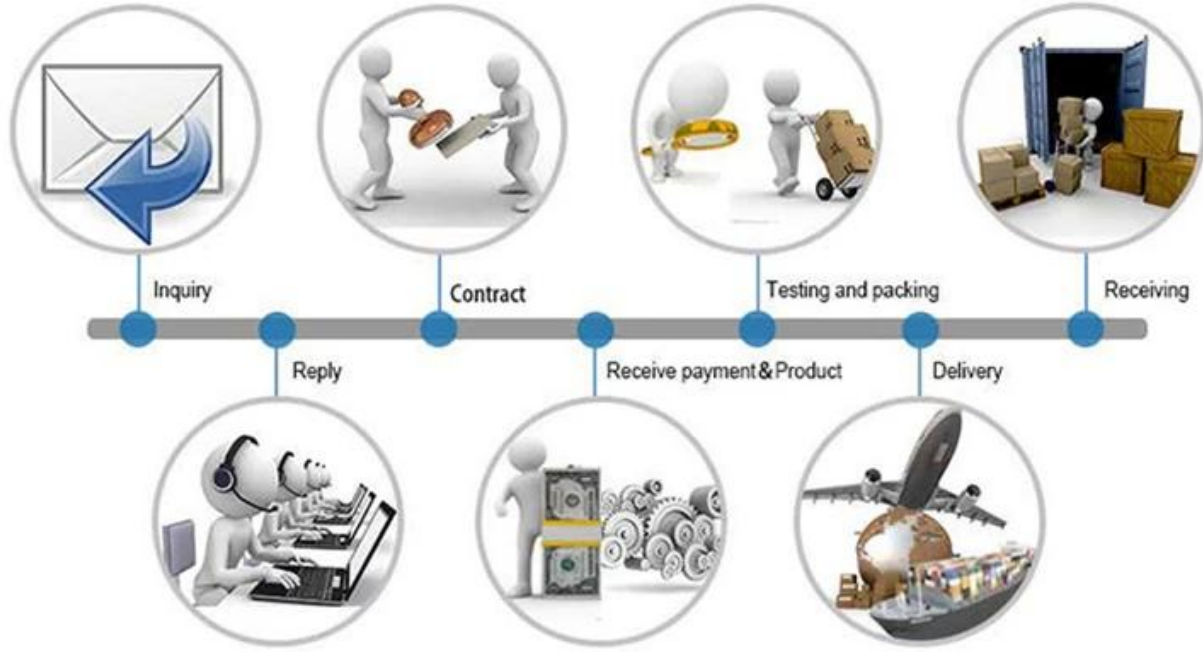 Inquiry
Contract
Testing and packing
Receiving
Reply
Receive payment&Product
Delivery